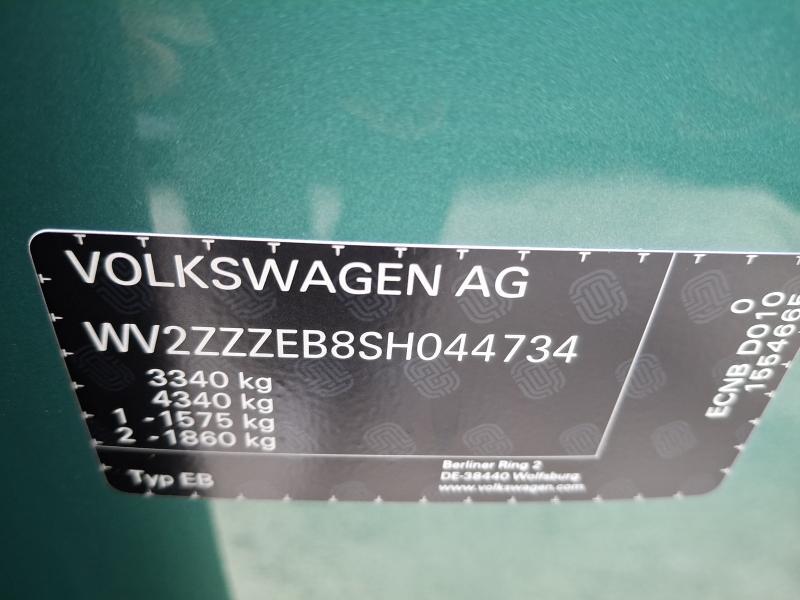 VOLKSWAGEN AG
WV2ZZZEB8SH044734
3340 kg
4340 kg
1 -1575 kg
2 -1860 kg
Typ EB
Berliner Ring 2
DE-38440 Wolfsburg
www.volkswagen.com
0
ECNB D010
1554665